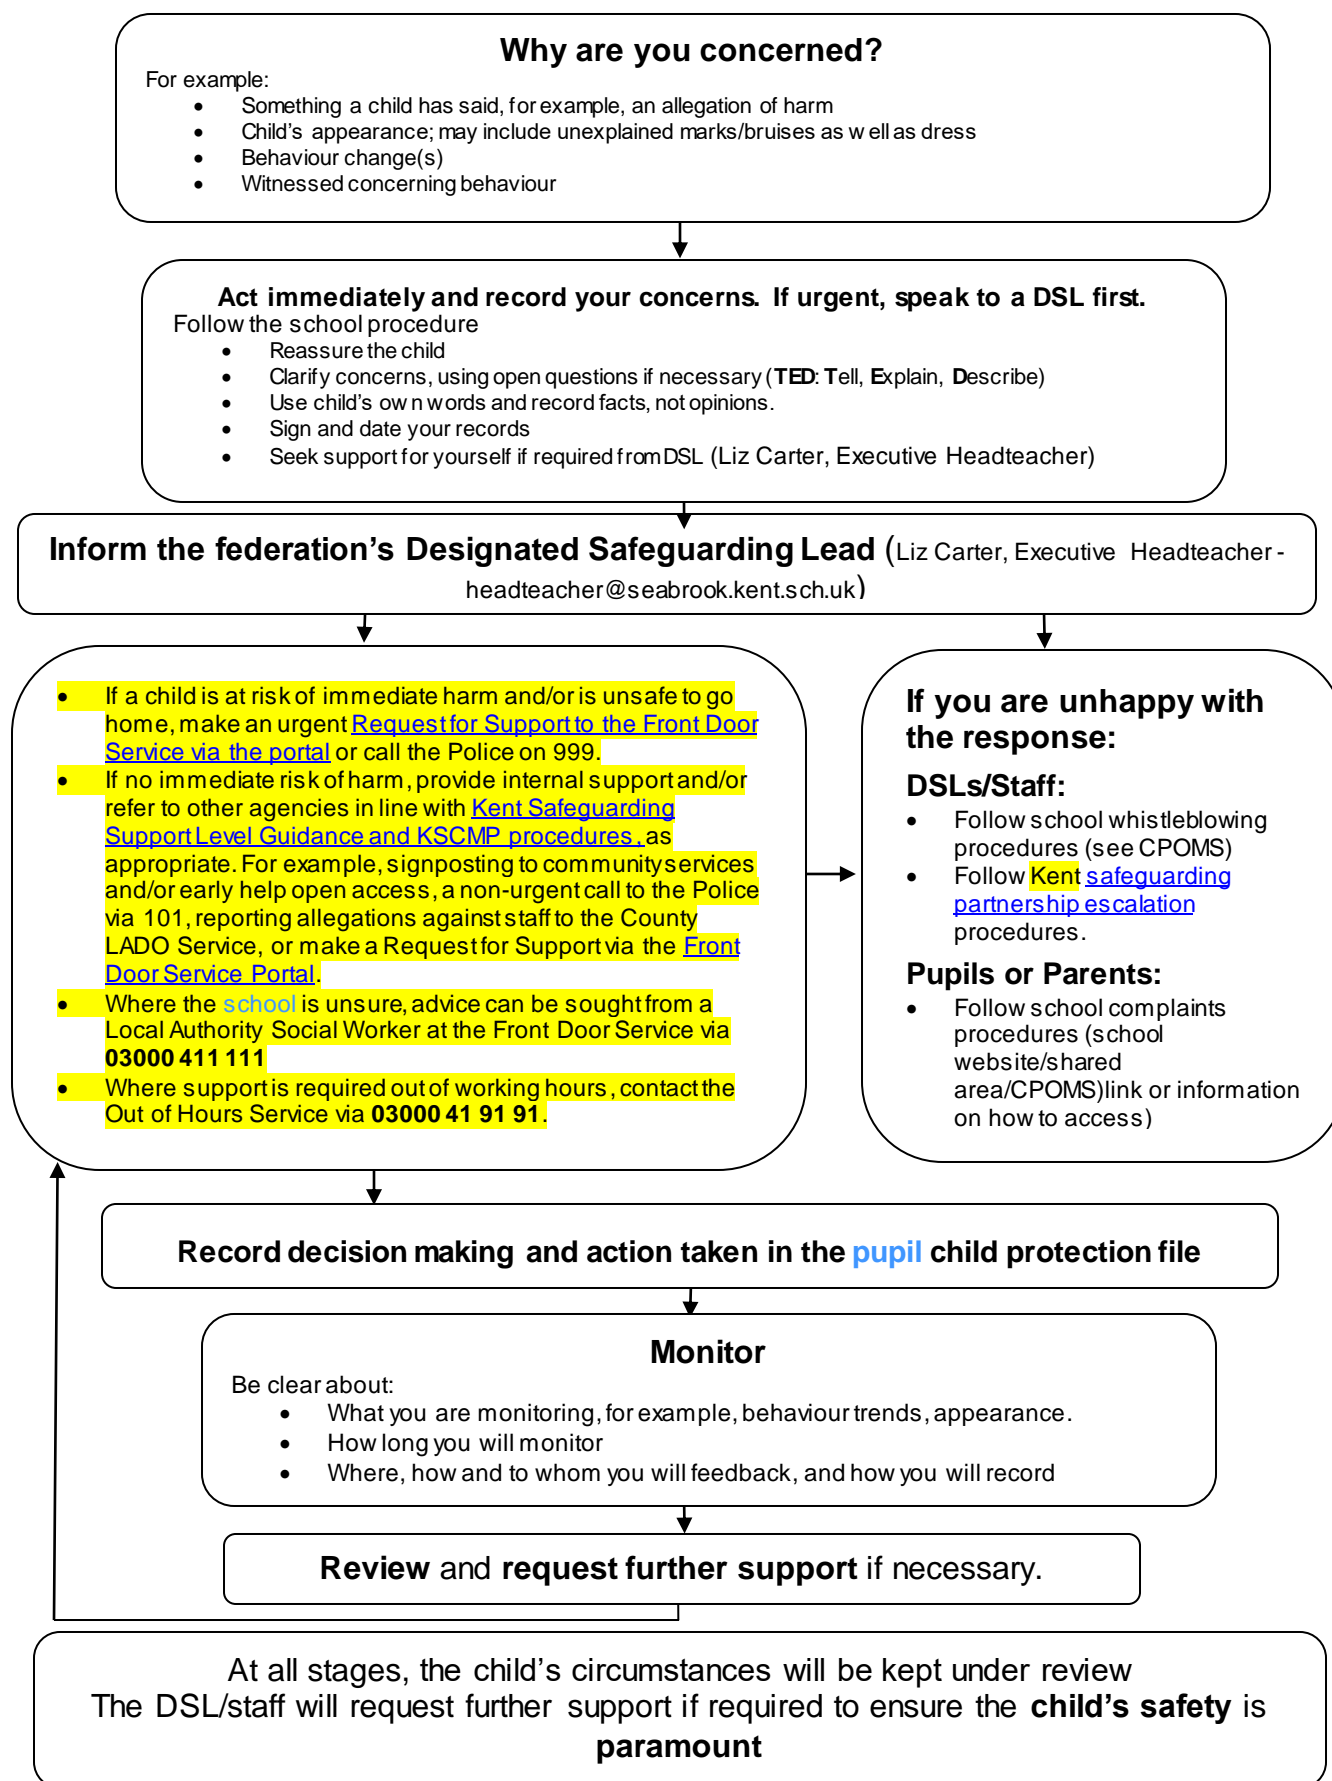 Why are you concerned?
For example:
• Something a child has said, for example, an allegation of harm
• Child's appearance; may include unexplained marks/bruises as well as dress
• Behaviour change(s)
• Witnessed concerning behaviour
Act immediately and record your concerns. If urgent, speak to a DSL first.
Follow the school procedure
• Reassure the child
• Clarify concerns, using open questions if necessary (TED: Tell, Explain, Describe)
• Use child's own words and record facts, not opinions.
• Sign and date your records
• Seek support for yourself if required from DSL (Liz Carter, Executive Headteacher)
Inform the federation's Designated Safeguarding Lead (Liz Carter, Executive Headteacher -
headteacher@seabrook.kent.sch.uk)
• If a child is at risk of immediate harm and/or is unsafe to go
home, make an urgent Request for Support to the Front Door
Service via the portal or call the Police on 999.
• If no immediate risk of harm, provide internal support and/or
refer to other agencies in line with Kent Safeguarding
Support Level Guidance and KSCMP procedures, as
appropriate. For example, signposting to community services
and/or early help open access, a non-urgent call to the Police
via 101, reporting allegations against staff to the County
LADO Service, or make a Request for Support via the Front
Door Service Portal.
• Where the school is unsure, advice can be sought from a
Local Authority Social Worker at the Front Door Service via
03000 411 111
• Where support is required out of working hours, contact the
Out of Hours Service via 03000 41 91 91.
If you are unhappy with
the response:
DSLs/Staff:
• Follow school whistleblowing
procedures (see CPOMS)
• Follow Kent safeguarding
partnership escalation
procedures.
Pupils or Parents:
• Follow school complaints
procedures (school
website/shared
area/CPOMS)link or information
on how to access)
Record decision making and action taken in the pupil child protection file
Monitor
Be clear about:
• What you are monitoring, for example, behaviour trends, appearance.
• How long you will monitor
• Where, how and to whom you will feedback, and how you will record
Review and request further support if necessary.
At all stages, the child's circumstances will be kept under review
The DSL/staff will request further support if required to ensure the child's safety is
paramount